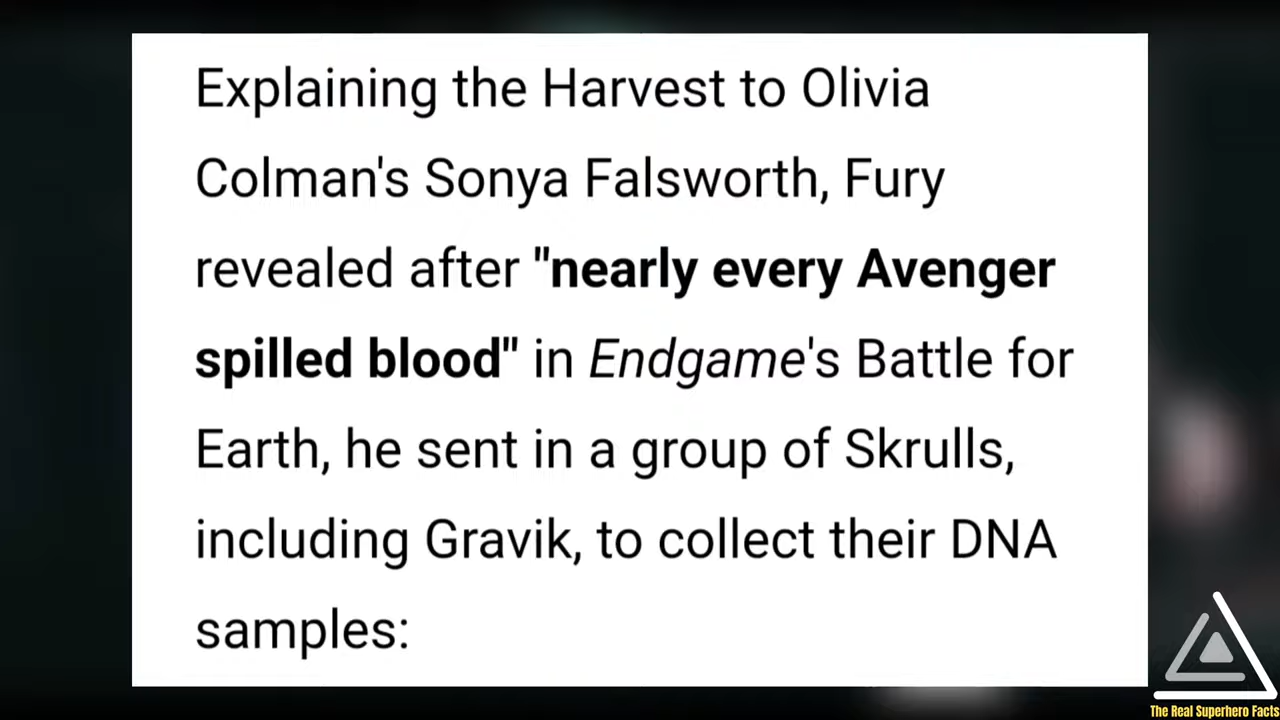 Explaining the Harvest to Olivia
Colman's Sonya Falsworth, Fury
revealed after "nearly every Avenger
spilled blood" in Endgame's Battle for
Earth, he sent in a group of Skrulls,
including Gravik, to collect their DNA
samples:
The Real Superhero Facts